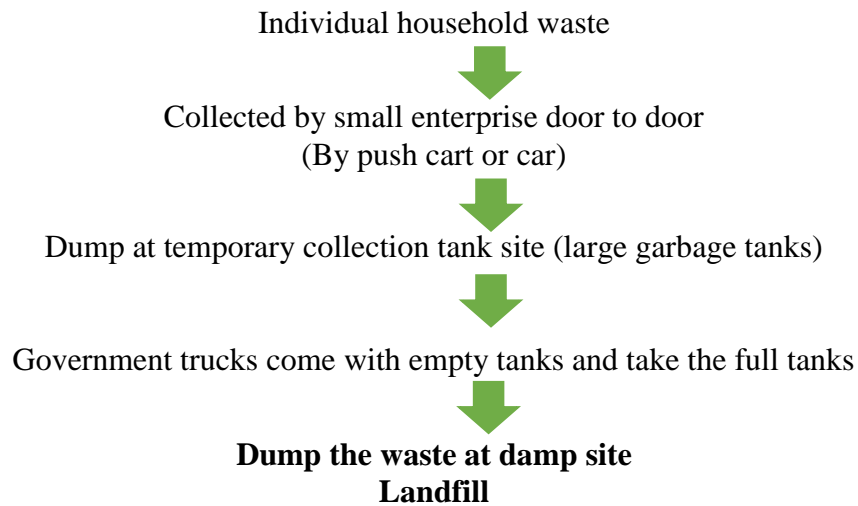 Individual household waste
Collected by small enterprise door to door
(By push cart or car)
Dump at temporary collection tank site (large garbage tanks)
Government trucks come with empty tanks and take the full tanks
Dump the waste at damp site
Landfill